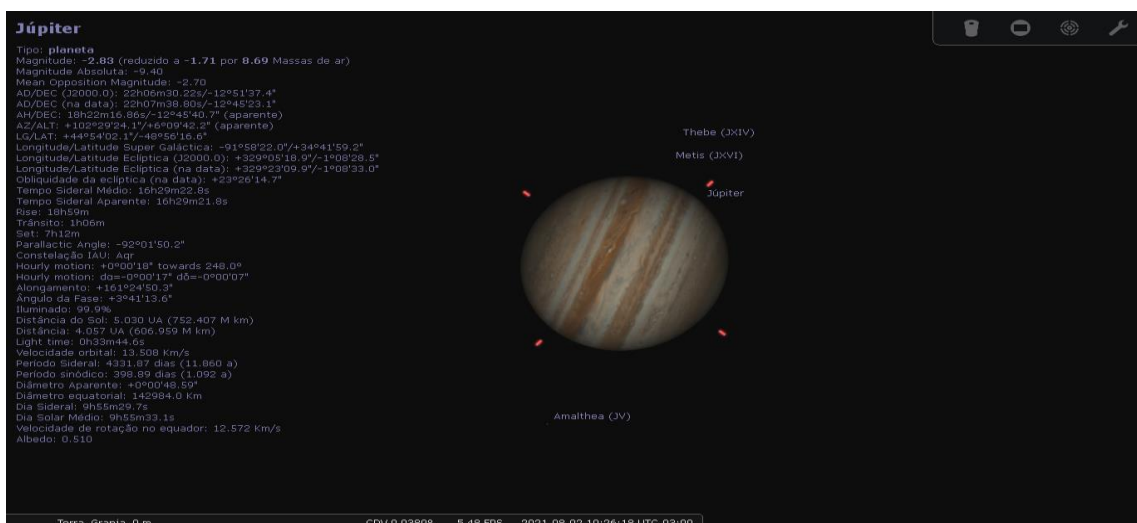 Júpiter
Tipo: planeta
Magnitude: -2.83 (reduzido a -1.71 por 8.69 Massas de ar)
Magnitude Absoluta: -9.40
Mean Opposition Magnitude: -2.70
AD/DEC (J2000.0): 22h06m30.22s/-12°51'37.4"
AD/DEC (na data): 22h07m38.80s/-12°45'23.1"
AH/DEC: 18h22m16.86s/-12°45'40.7" (aparente)
AZ/ALT: +102°29'24.1"/+6°09'42.2" (aparente)
LG/LAT: +44°54'02.1"/-48°56'16.6"
Longitude/Latitude Super Galáctica: -91°58'22.0"/+34°41'59.2"
Longitude/Latitude Eclíptica (J2000.0): +329°05'18.9"/-1°08'28.5"
Longitude/Latitude Eclíptica (na data): +329°23'09.9"/-1°08'33.0"
Obliquidade da eclíptica (na data): +23°26'14.7"
Tempo Sideral Médio: 16h29m22.8s
Tempo Sideral Aparente: 16h29m21.8s
Rise: 18h59m
Trânsito: 1h06m
Set: 7h12m
Parallactic Angle: -92°01'50.2"
Constelação IAU: Aqr
Hourly motion: +0°00'18" towards 248.0°
Hourly motion: dα=-0°00'17" dδ=-0°00'07"
Alongamento: +161°24'50.3"
Ângulo da Fase: +3°41'13.6"
Iluminado: 99.9%
Distância do Sol: 5.030 UA (752.407 M km)
Distância: 4.057 UA (606.959 M km)
Light time: 0h33m44.6s
Velocidade orbital: 13.508 Km/s
Período Sideral: 4331.87 dias (11.860 a)
Período sinódico: 398.89 dias (1.092 a)
Diâmetro Aparente: +0°00'48.59"
Diâmetro equatorial: 142984.0 Km
Dia Sideral: 9h55m29.7s
Dia Solar Médio: 9h55m33.1s
Velocidade de rotação no equador: 12.572 Km/s
Albedo: 0.510
Thebe (JXIV)
Metis (JXVI)
Júpiter
Amalthea (JV)
Terra, Granja, 0 m